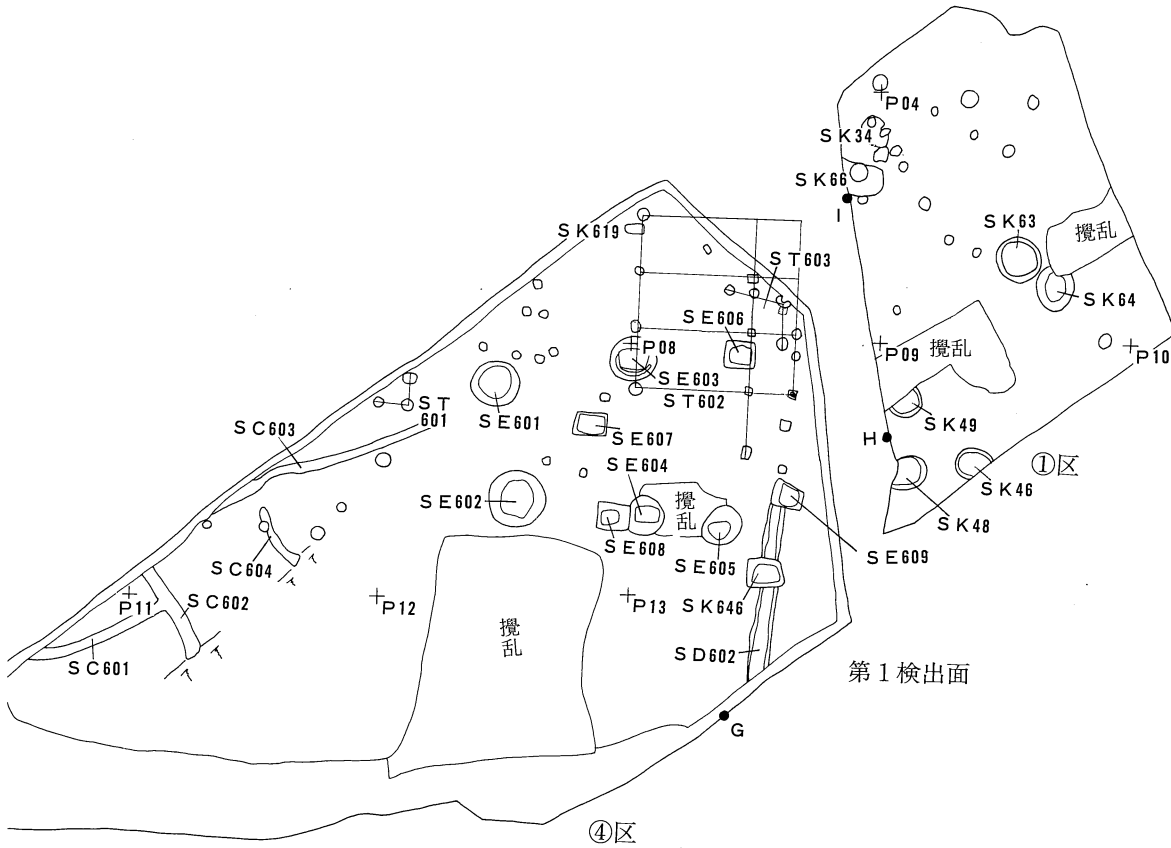 P04
SK34
SK66
I
SK63
攪乱
SK64
P09
攪乱
P10
SK49
H
SK46
SK48
①区
SK619
ST603
SE606
P08
SE603
ST602
ST
601
SC603
SE601
SE607
SE604
SE602
攪乱
SE608
SE605
SE609
SC604
P11
SC602
P12
P13
SK646
攪乱
SC601
SD602
第1検出面
G
④区